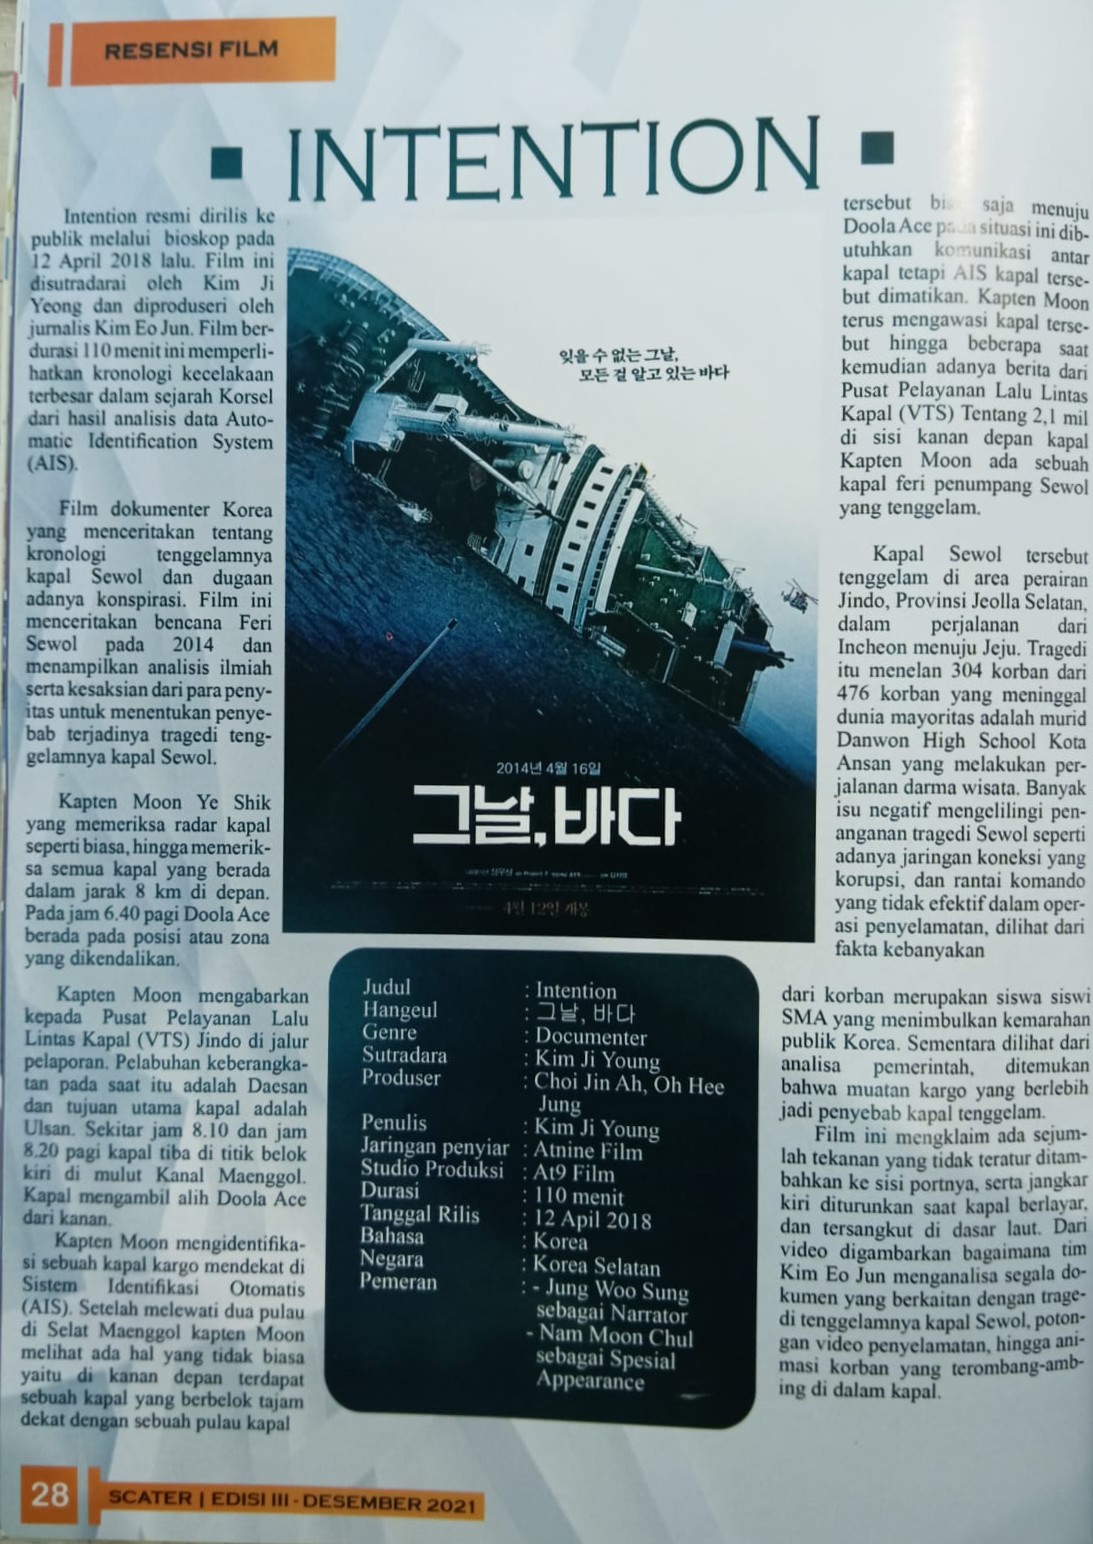 RESENSI FILM
INTENTION
Intention resmi dirilis ke
publik melalui bioskop pada
12 April 2018 lalu. Film ini
disutradarai oleh Kim Ji
Yeong dan diproduseri oleh
jurnalis Kim Eo Jun. Film ber-
durasi 110 menit ini memperli-
hatkan kronologi kecelakaan
terbesar dalam sejarah Korsel
dari hasil analisis data Auto-
matic Identification System
(AIS).
Film dokumenter Korea
yang menceritakan tentang
kronologi tenggelamnya
kapal Sewol dan dugaan
adanya konspirasi. Film ini
menceritakan bencana Feri
Sewol pada 2014 dan
menampilkan analisis ilmiah
serta kesaksian dari para peny-
itas untuk menentukan penye-
bab terjadinya tragedi teng-
gelamnya kapal Sewol.
Kapten Moon Ye Shik
yang memeriksa radar kapal
seperti biasa, hingga memerik-
sa semua kapal yang berada
dalam jarak 8 km di depan.
Pada jam 6.40 pagi Doola Ace
berada pada posisi atau zona
yang dikendalikan.
Kapten Moon mengabarkan
kepada Pusat Pelayanan Lalu
Lintas Kapal (VTS) Jindo di jalur
pelaporan. Pelabuhan keberangka-
tan pada saat itu adalah Daesan
dan tujuan utama kapal adalah
Ulsan. Sekitar jam 8.10 dan jam
8.20 pagi kapal tiba di titik belok
kiri di mulut Kanal Maenggol.
Kapal mengambil alih Doola Ace
dari kanan.
Kapten Moon mengidentifika-
si sebuah kapal kargo mendekat di
Sistem Identifikasi Otomatis
(AIS). Setelah melewati dua pulau
di Selat Maenggol kapten Moon
melihat ada hal yang tidak biasa
yaitu di kanan depan terdapat
sebuah kapal yang berbelok tajam
dekat dengan sebuah pulau kapal
잊을 수 없는 그날,
모든 걸 알고 있는 바다
2014년 4월 16일
그날, 바다
4월 12일 개봉
Judul : Intention
Hangeul : 그날, 바다
Genre : Documenter
Sutradara : Kim Ji Young
Produser : Choi Jin Ah, Oh Hee
Jung
Penulis : Kim Ji Young
Jaringan penyiar : Atnine Film
Studio Produksi : At9 Film
Durasi : 110 menit
Tanggal Rilis : 12 Apil 2018
Bahasa : Korea
Negara : Korea Selatan
Pemeran : - Jung Woo Sung
sebagai Narrator
- Nam Moon Chul
sebagai Spesial
Appearance
tersebut saja menuju
Doola Ace situasi ini dib-
utuhkan komunikasi antar
kapal tetapi AIS kapal terse-
but dimatikan. Kapten Moon
terus mengawasi kapal terse-
but hingga beberapa saat
kemudian adanya berita dari
Pusat Pelayanan Lalu Lintas
Kapal (VTS) Tentang 2,1 mil
di sisi kanan depan kapal
Kapten Moon ada sebuah
kapal feri penumpang Sewol
yang tenggelam.
Kapal Sewol tersebut
tenggelam di area perairan
Jindo, Provinsi Jeolla Selatan,
dalam perjalanan dari
Incheon menuju Jeju. Tragedi
itu menelan 304 korban dari
476 korban yang meninggal
dunia mayoritas adalah murid
Danwon High School Kota
Ansan yang melakukan per-
jalanan darma wisata. Banyak
isu negatif mengelilingi pen-
anganan tragedi Sewol seperti
adanya jaringan koneksi yang
korupsi, dan rantai komando
yang tidak efektif dalam oper-
asi penyelamatan, dilihat dari
fakta kebanyakan
dari korban merupakan siswa siswi
SMA yang menimbulkan kemarahan
publik Korea. Sementara dilihat dari
analisa pemerintah, ditemukan
bahwa muatan kargo yang berlebih
jadi penyebab kapal tenggelam.
Film ini mengklaim ada sejum-
lah tekanan yang tidak teratur ditam-
bahkan ke sisi portnya, serta jangkar
kiri diturunkan saat kapal berlayar,
dan tersangkut di dasar laut. Dari
video digambarkan bagaimana tim
Kim Eo Jun menganalisa segala do-
kumen yang berkaitan dengan trage-
di tenggelamnya kapal Sewol, poton-
gan video penyelamatan, hingga ani-
masi korban yang terombang-amb-
ing di dalam kapal.
28
SCATER | EDISI III - DESEMBER 2021